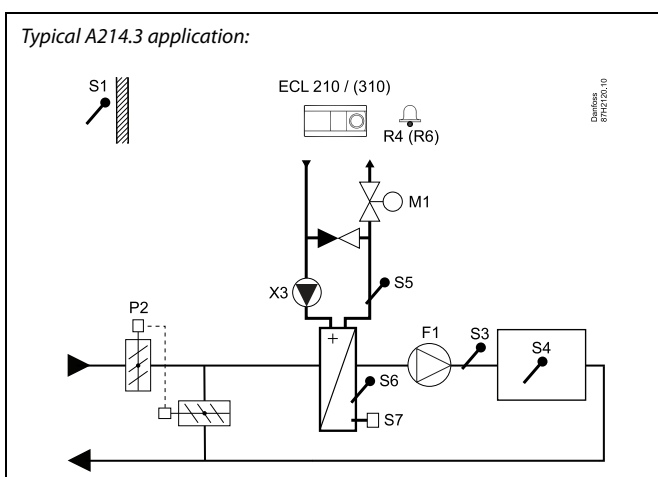 Typical A214.3 application:
S1
ECL 210 / (310)
R4 (R6)
Danfoss
87H2120.10
M1
X3
S5
P2
F1
S3
S4
+
S6
S7